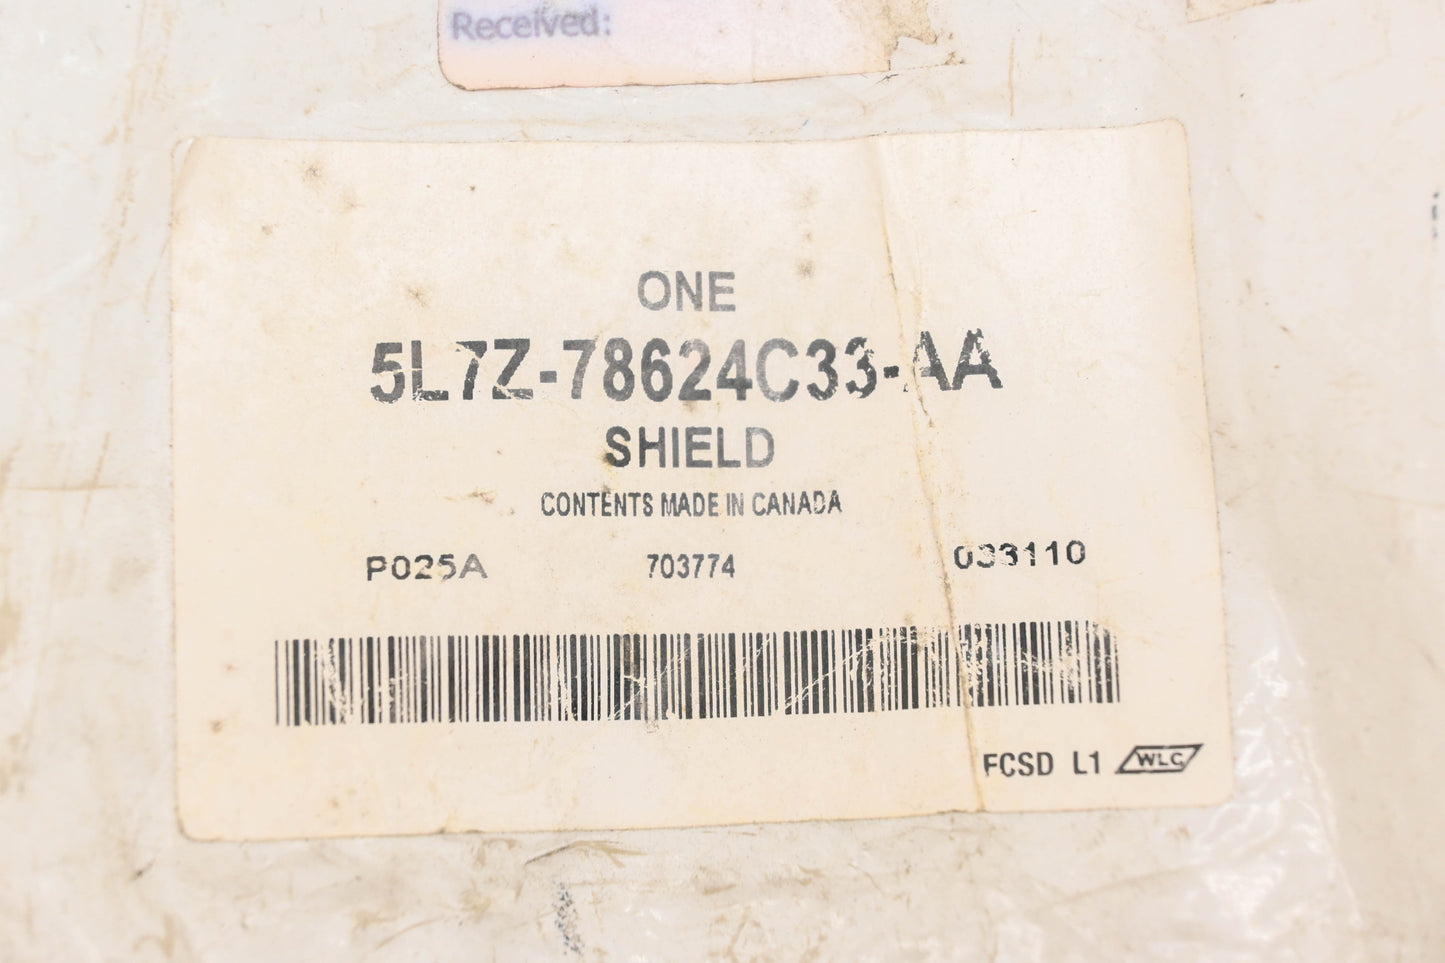 Received:
ONE
5L7Z-78624C33-AA
SHIELD
CONTENTS MADE IN CANADA
P025A 703774 033110
FCSD L1 WLC